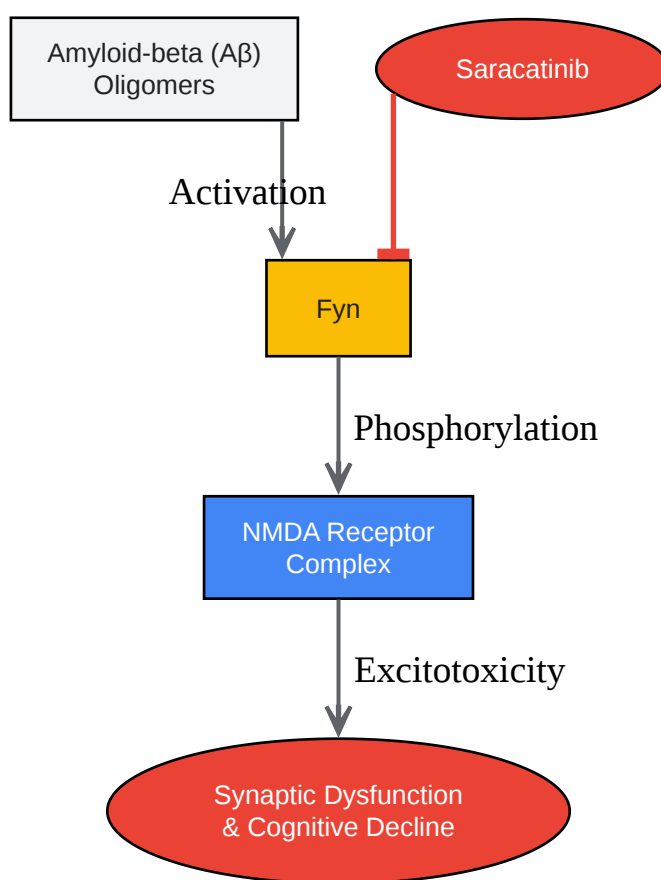 Amyloid-beta (Aβ)
Oligomers
Saracatinib
Activation
Fyn
Phosphorylation
NMDA Receptor
Complex
Excitotoxicity
Synaptic Dysfunction
& Cognitive Decline